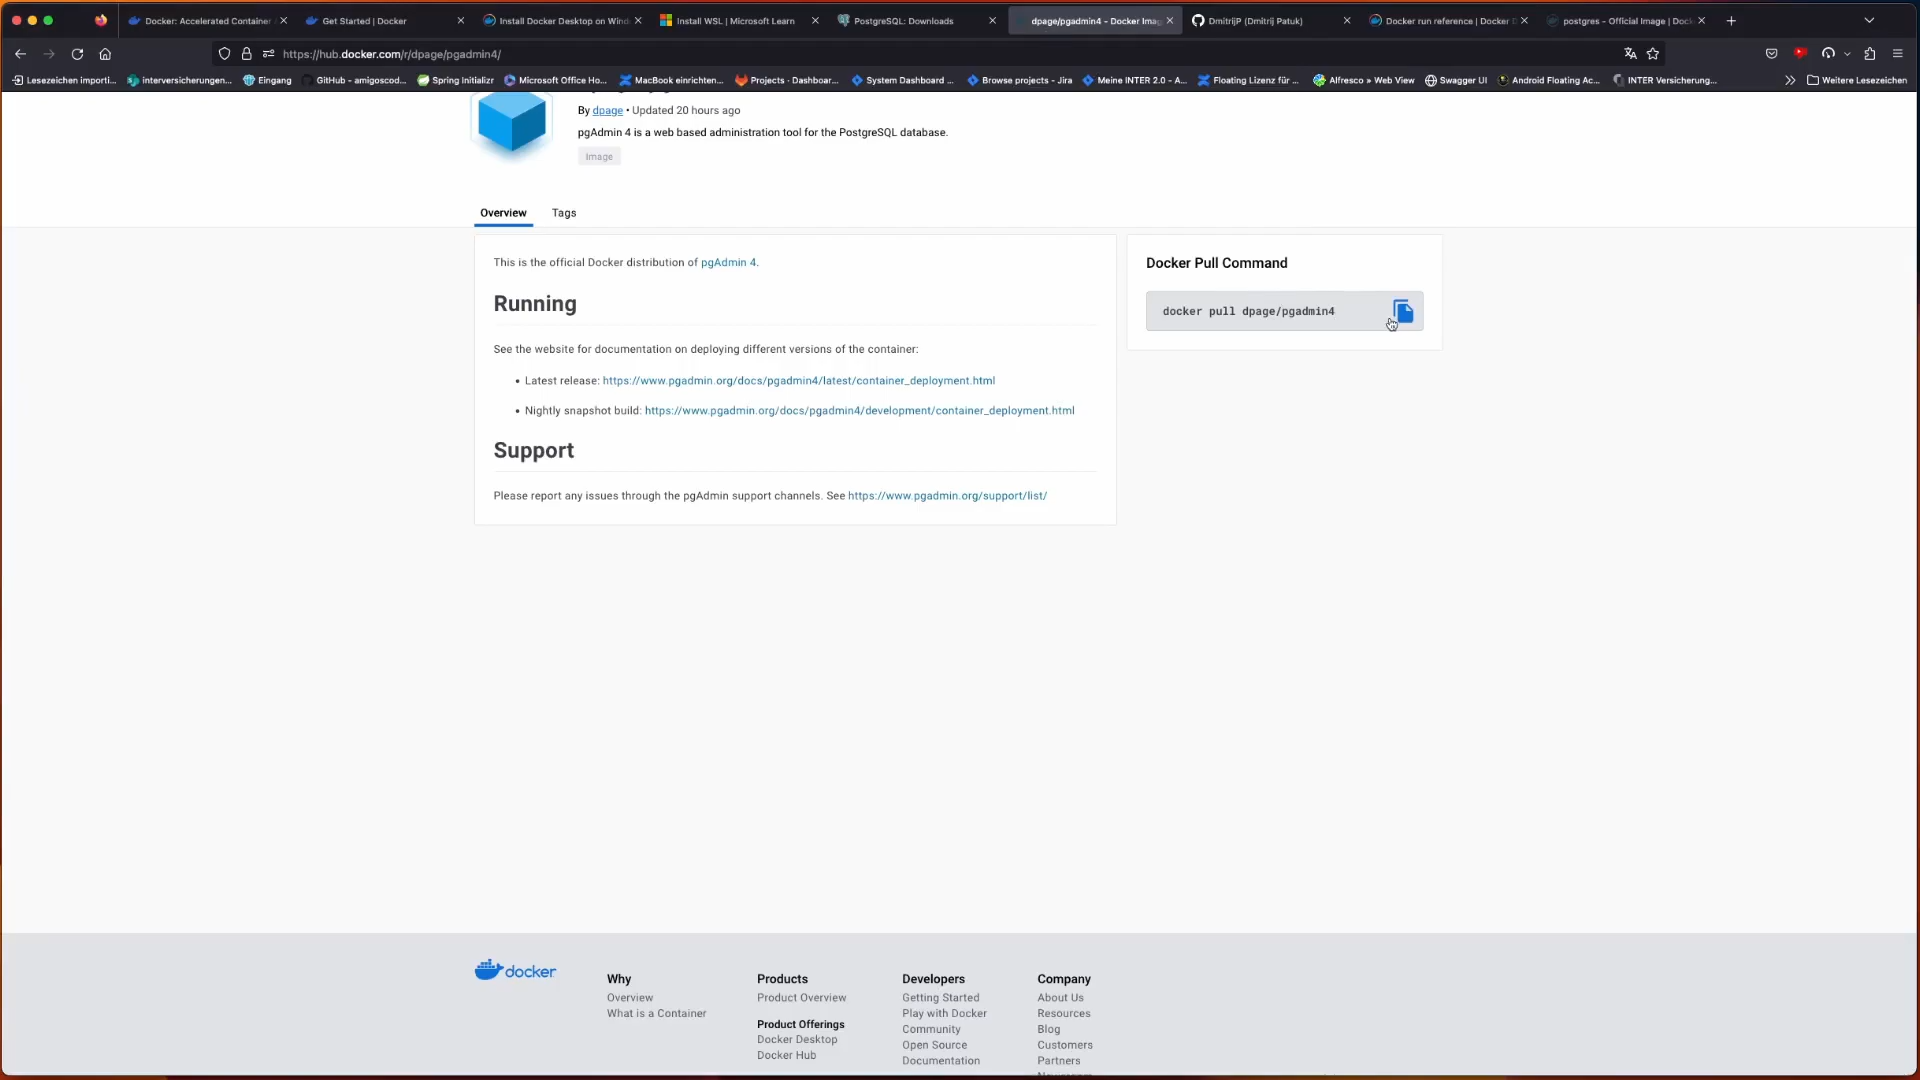 Docker: Accelerated Container
Get Started | Docker
Install Docker Desktop on Wind
Install WSL | Microsoft Learn
PostgreSQL: Downloads
dpage/pgadmin4 - Docker Imag
DmitrijP (Dmitrij Patuk)
Docker run reference | Docker D
postgres - Official Image | Dock
https://hub.docker.com/r/dpage/pgadmin4/
Lesezeichen importi...
interversicherungen...
Eingang
GitHub - amigoscod...
Spring Initializr
Microsoft Office Ho...
MacBook einrichten...
Projects · Dashboar...
System Dashboard ...
Browse projects - Jira
Meine INTER 2.0 - A...
Floating Lizenz für ...
Alfresco » Web View
Swagger UI
Android Floating Ac...
INTER Versicherung...
Weitere Lesezeichen
By dpage • Updated 20 hours ago
pgAdmin 4 is a web based administration tool for the PostgreSQL database.
Image
Overview
Tags
This is the official Docker distribution of pgAdmin 4.
Running
See the website for documentation on deploying different versions of the container:
• Latest release: https://www.pgadmin.org/docs/pgadmin4/latest/container_deployment.html
• Nightly snapshot build: https://www.pgadmin.org/docs/pgadmin4/development/container_deployment.html
Support
Please report any issues through the pgAdmin support channels. See https://www.pgadmin.org/support/list/
Docker Pull Command
docker pull dpage/pgadmin4
docker
Why
Overview
What is a Container
Products
Product Overview
Product Offerings
Docker Desktop
Docker Hub
Developers
Getting Started
Play with Docker
Community
Open Source
Documentation
Company
About Us
Resources
Blog
Customers
Partners